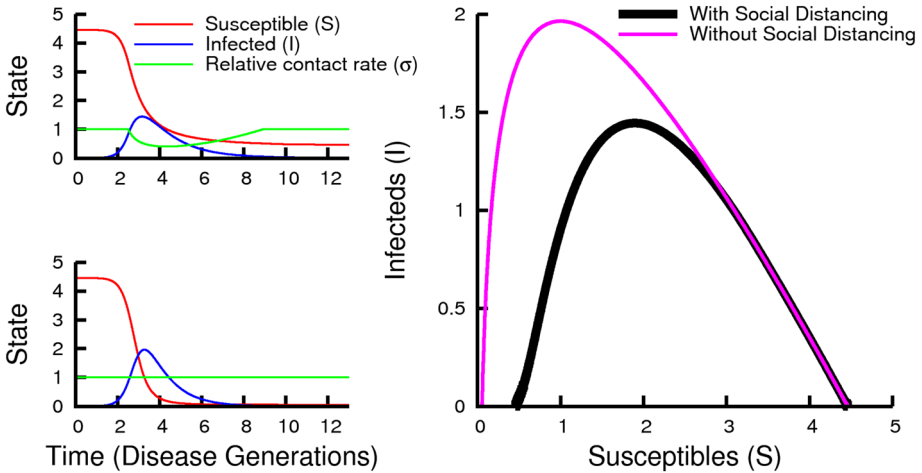 5
4
3
2
1
0
State
Susceptible (S)
Infected (I)
Relative contact rate (σ)
0 2 4 6 8 10 12
5
4
3
2
1
0
State
0 2 4 6 8 10 12
Time (Disease Generations)
2
1.5
1
0.5
0
Infecteds (I)
With Social Distancing
Without Social Distancing
0 1 2 3 4 5
Susceptibles (S)